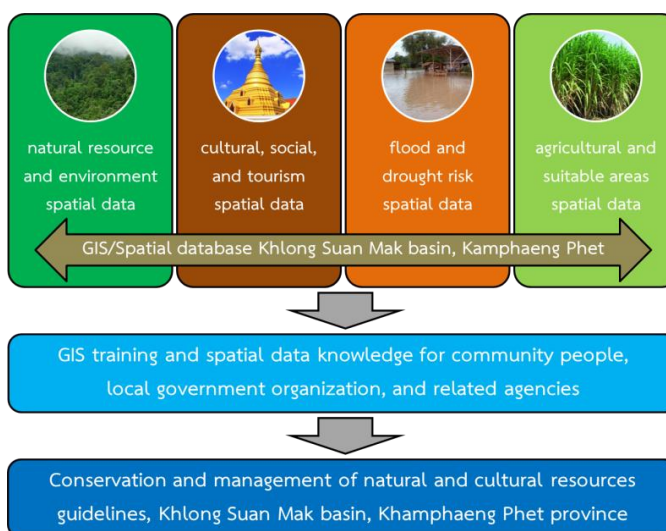 natural resource
and environment
spatial data
cultural, social,
and tourism
spatial data
flood and
drought risk
spatial data
agricultural and
suitable areas
spatial data
GIS/Spatial database Khlong Suan Mak basin, Kamphaeng Phet
GIS training and spatial data knowledge for community people,
local government organization, and related agencies
Conservation and management of natural and cultural resources
guidelines, Khlong Suan Mak basin, Khamphaeng Phet province